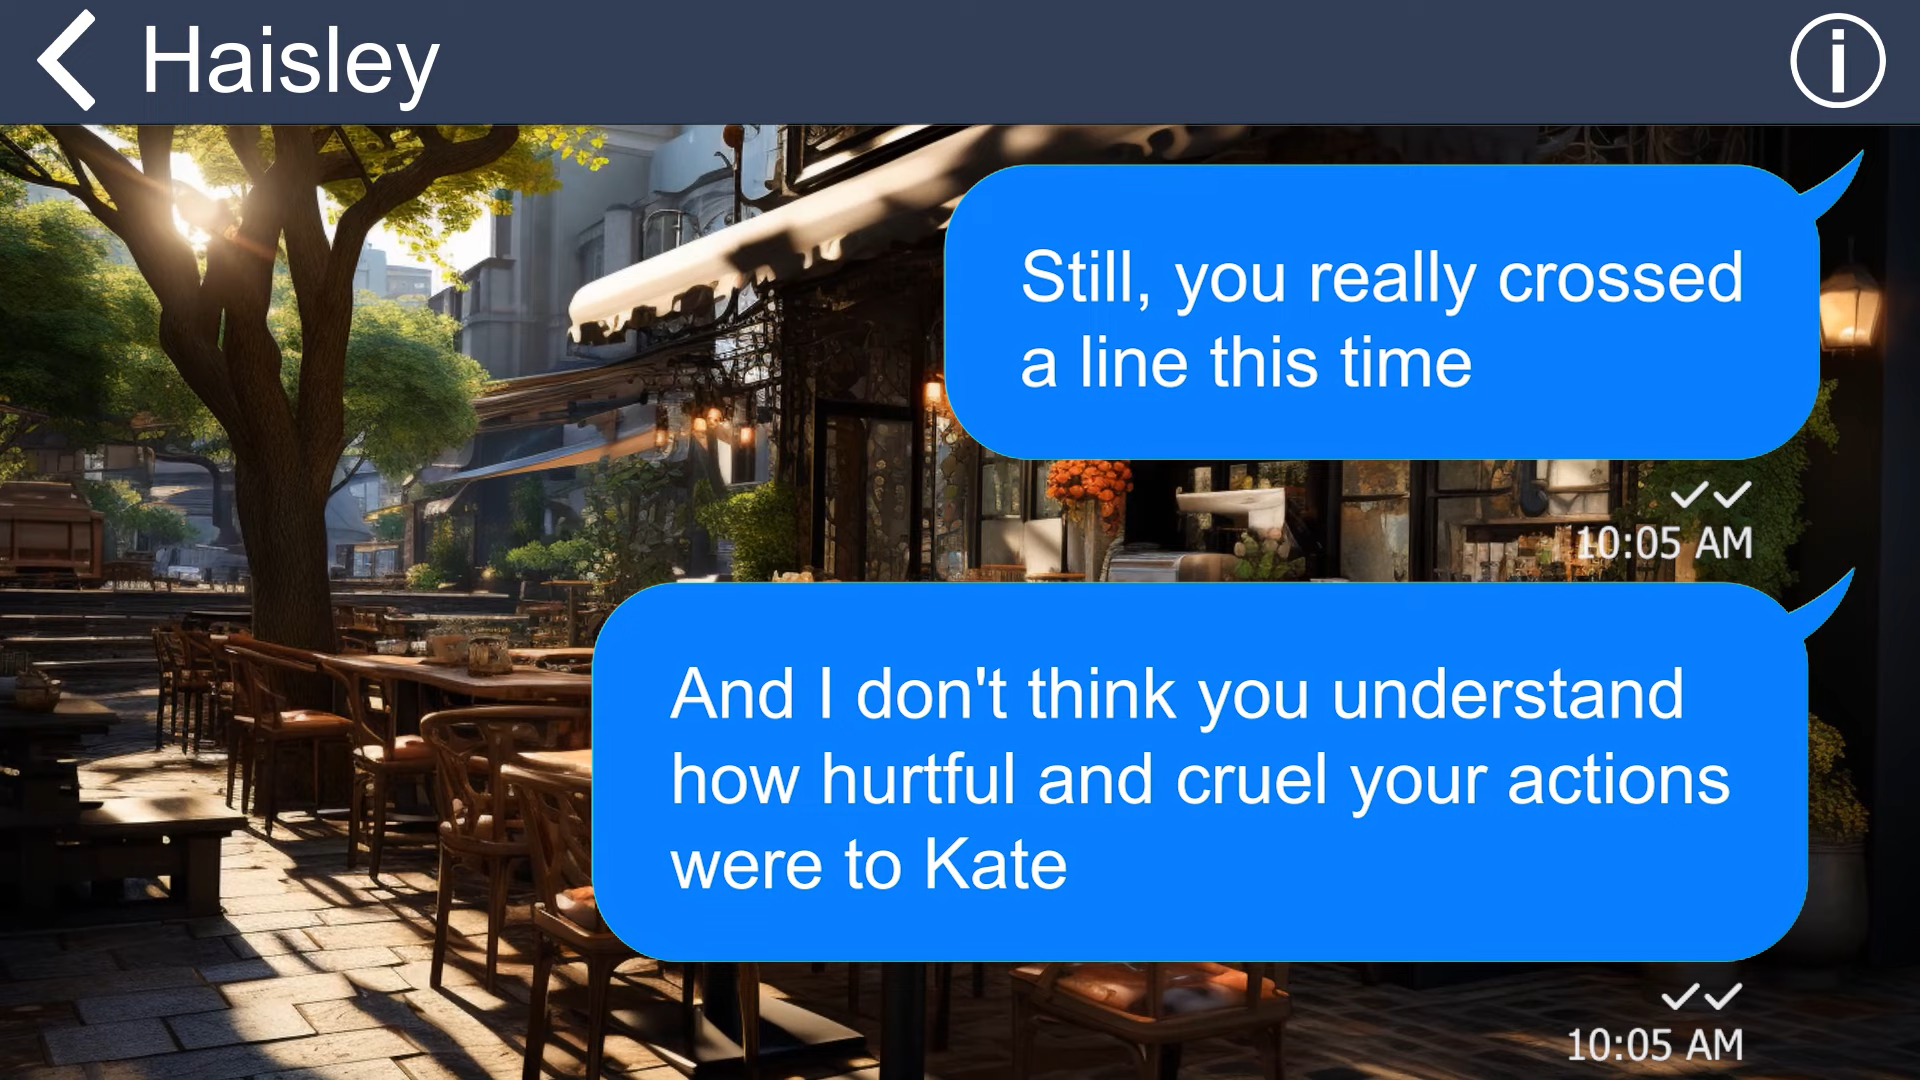 Haisley
Still, you really crossed
a line this time
10:05 AM
And I don't think you understand
how hurtful and cruel your actions
were to Kate
10:05 AM